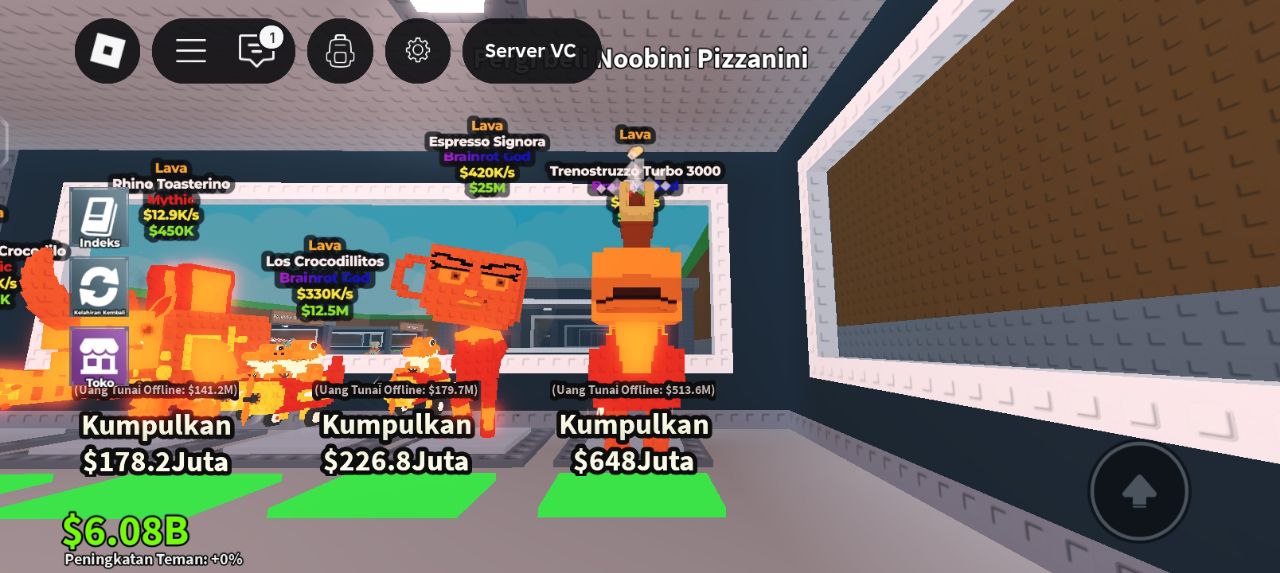 1
Server VC
Noobini Pizzanini
Lava
Espresso Signora
Brainrot God
$420K/s
$25M
Lava
Trenostruzzo Turbo 3000
Lava
Rhino Toasterino
Mythic
$12.9K/s
$450K
Lava
Los Crocodillitos
Brainrot God
$330K/s
$12.5M
Indeks
Kelahiran Kembali
Toko
(Uang Tunai Offline: $141.2M)
Kumpulkan
$178.2Juta
(Uang Tunai Offline: $179.7M)
Kumpulkan
$226.8Juta
(Uang Tunai Offline: $513.6M)
Kumpulkan
$648Juta
$6.08B
Peningkatan Teman: +0%